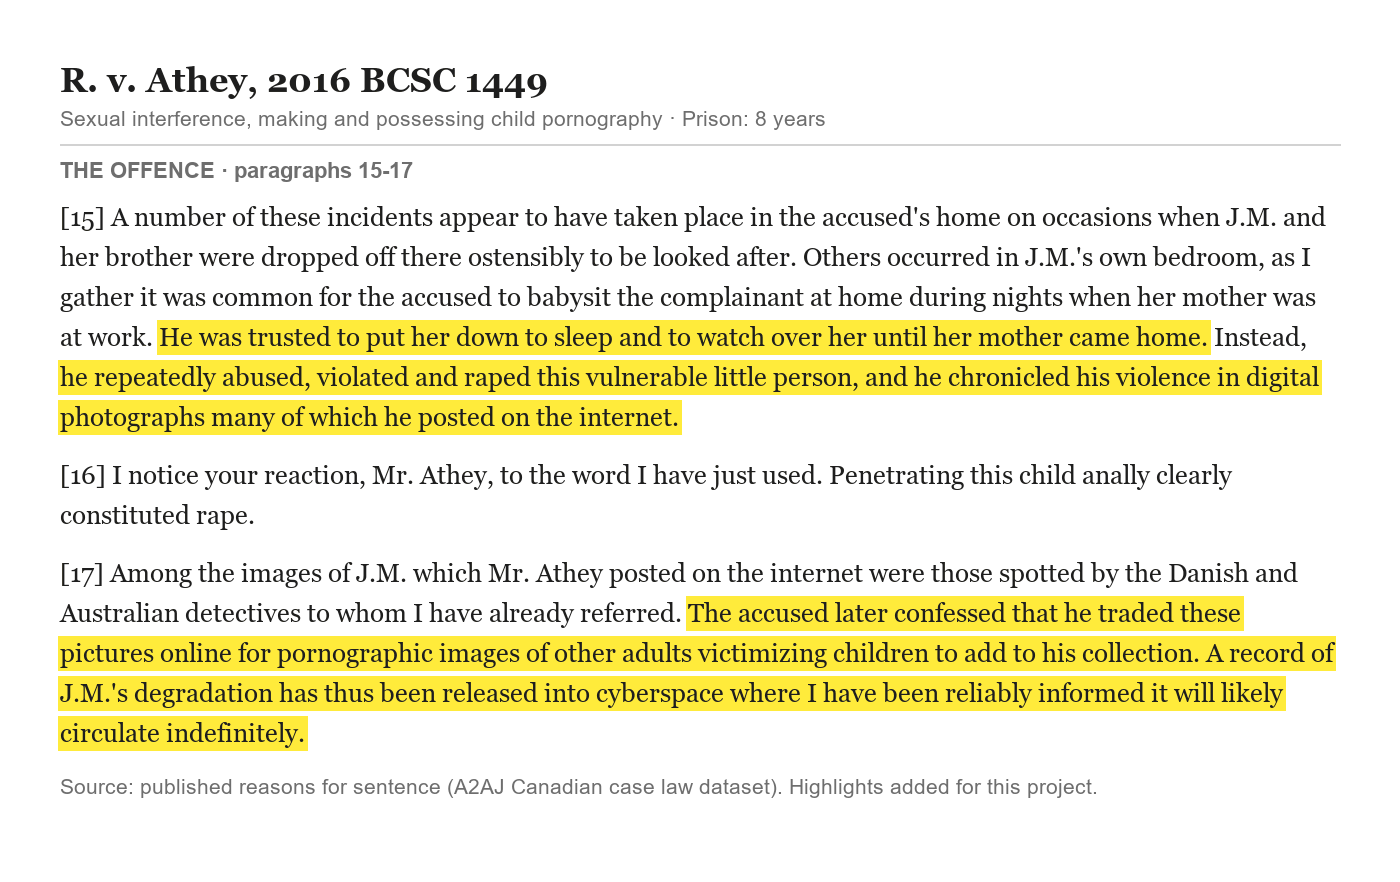 R. v. Athey, 2016 BCSC 1449
Sexual interference, making and possessing child pornography · Prison: 8 years
THE OFFENCE · paragraphs 15-17
[15] A number of these incidents appear to have taken place in the accused's home on occasions when J.M. and
her brother were dropped off there ostensibly to be looked after. Others occurred in J.M.'s own bedroom, as I
gather it was common for the accused to babysit the complainant at home during nights when her mother was
at work. He was trusted to put her down to sleep and to watch over her until her mother came home. Instead,
he repeatedly abused, violated and raped this vulnerable little person, and he chronicled his violence in digital
photographs many of which he posted on the internet.
[16] I notice your reaction, Mr. Athey, to the word I have just used. Penetrating this child anally clearly
constituted rape.
[17] Among the images of J.M. which Mr. Athey posted on the internet were those spotted by the Danish and
Australian detectives to whom I have already referred. The accused later confessed that he traded these
pictures online for pornographic images of other adults victimizing children to add to his collection. A record of
J.M.'s degradation has thus been released into cyberspace where I have been reliably informed it will likely
circulate indefinitely.
Source: published reasons for sentence (A2AJ Canadian case law dataset). Highlights added for this project.